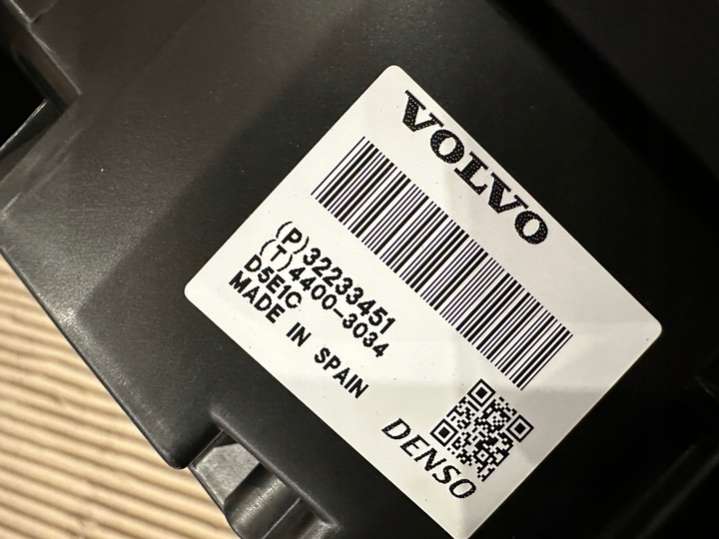 VOLVO
(P)32233451
(T)4400-3034
D5E1C
MADE IN SPAIN
DENSO